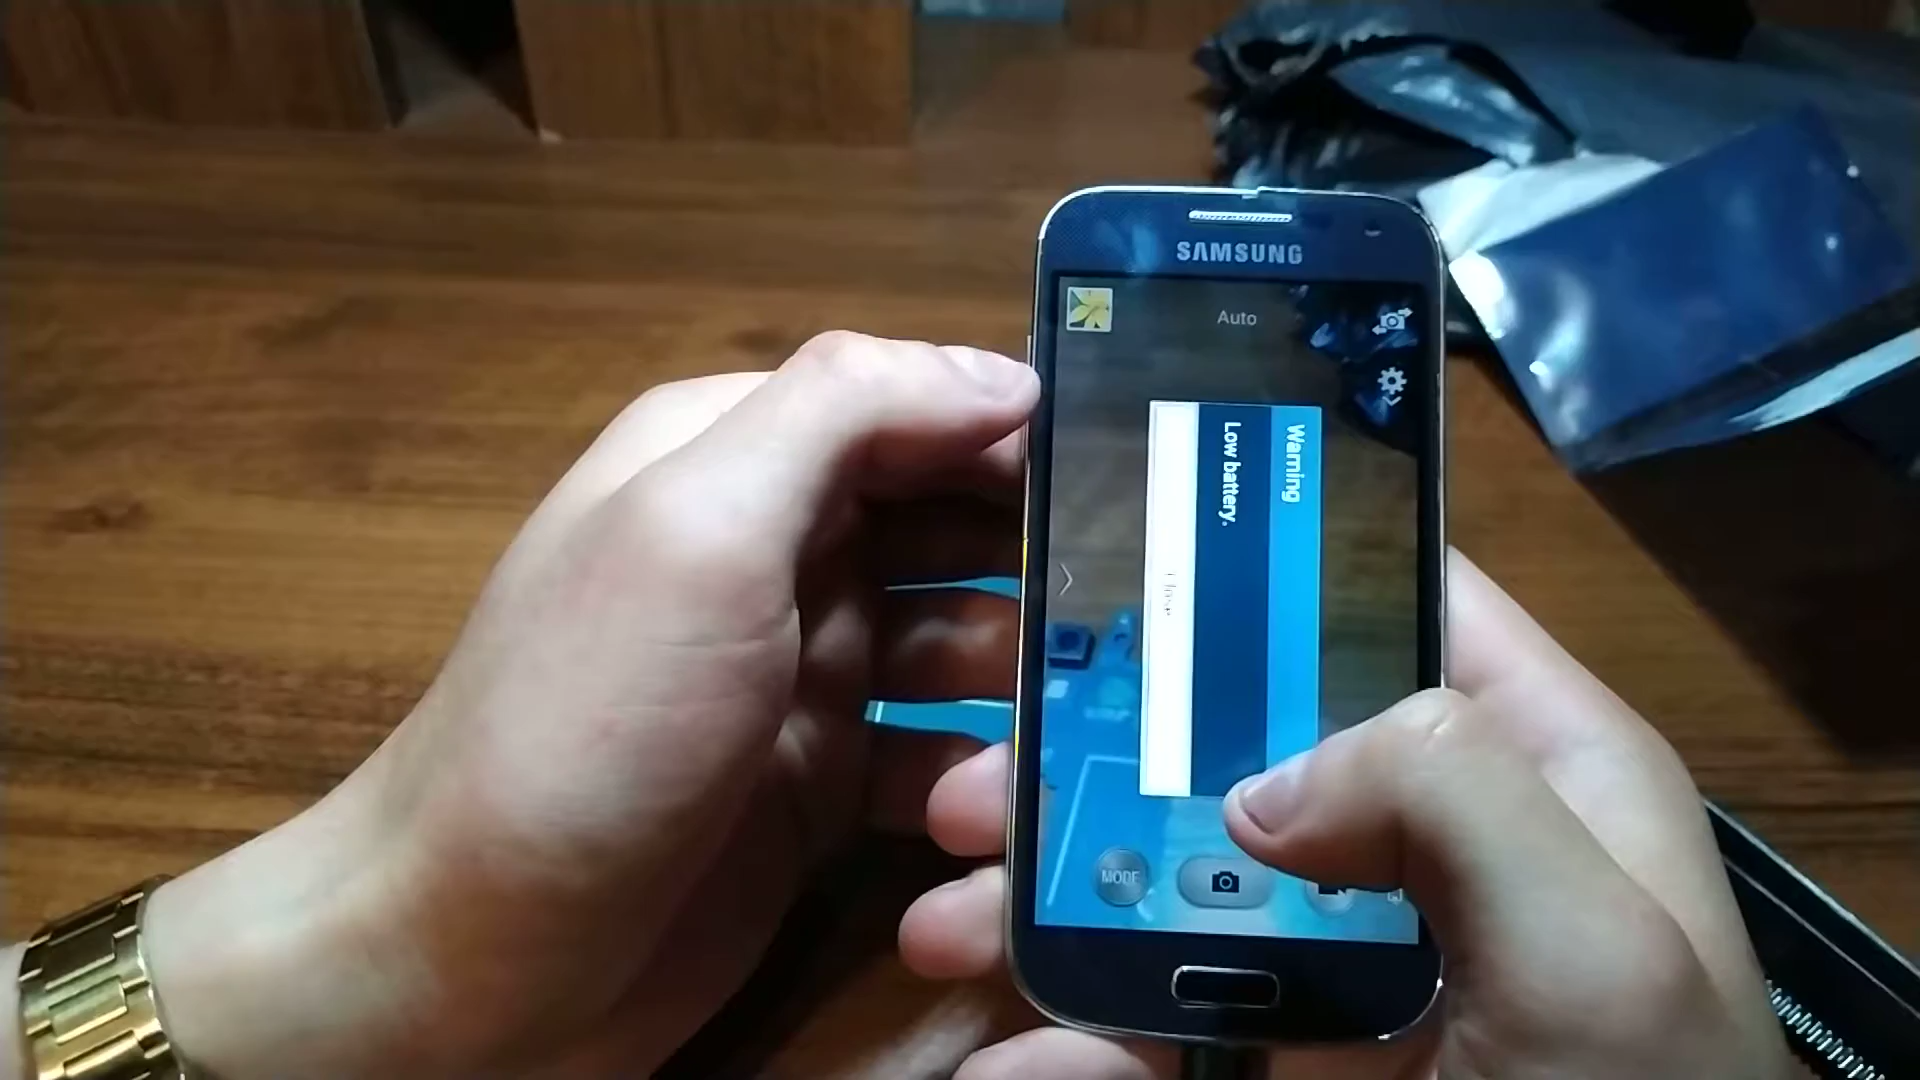 SAMSUNG
Auto
Warning
Low battery.
MODE